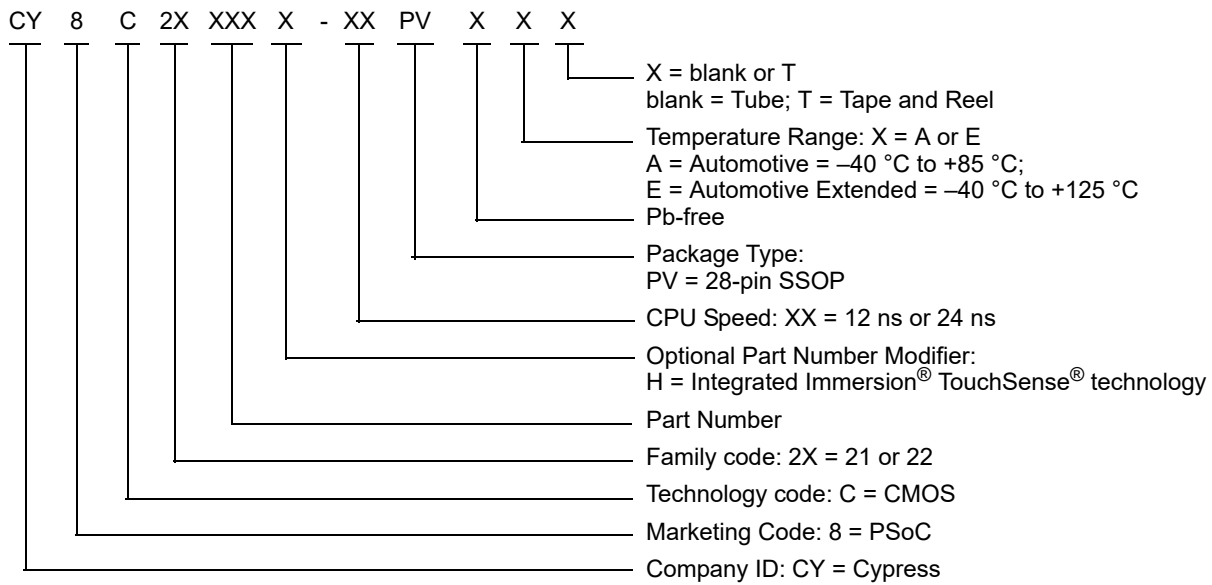 CY 8 C 2X XXX X - XX PV X X X
X = blank or T
blank = Tube; T = Tape and Reel
Temperature Range: X = A or E
A = Automotive = –40 °C to +85 °C;
E = Automotive Extended = –40 °C to +125 °C
Pb-free
Package Type:
PV = 28-pin SSOP
CPU Speed: XX = 12 ns or 24 ns
Optional Part Number Modifier:
H = Integrated Immersion® TouchSense® technology
Part Number
Family code: 2X = 21 or 22
Technology code: C = CMOS
Marketing Code: 8 = PSoC
Company ID: CY = Cypress